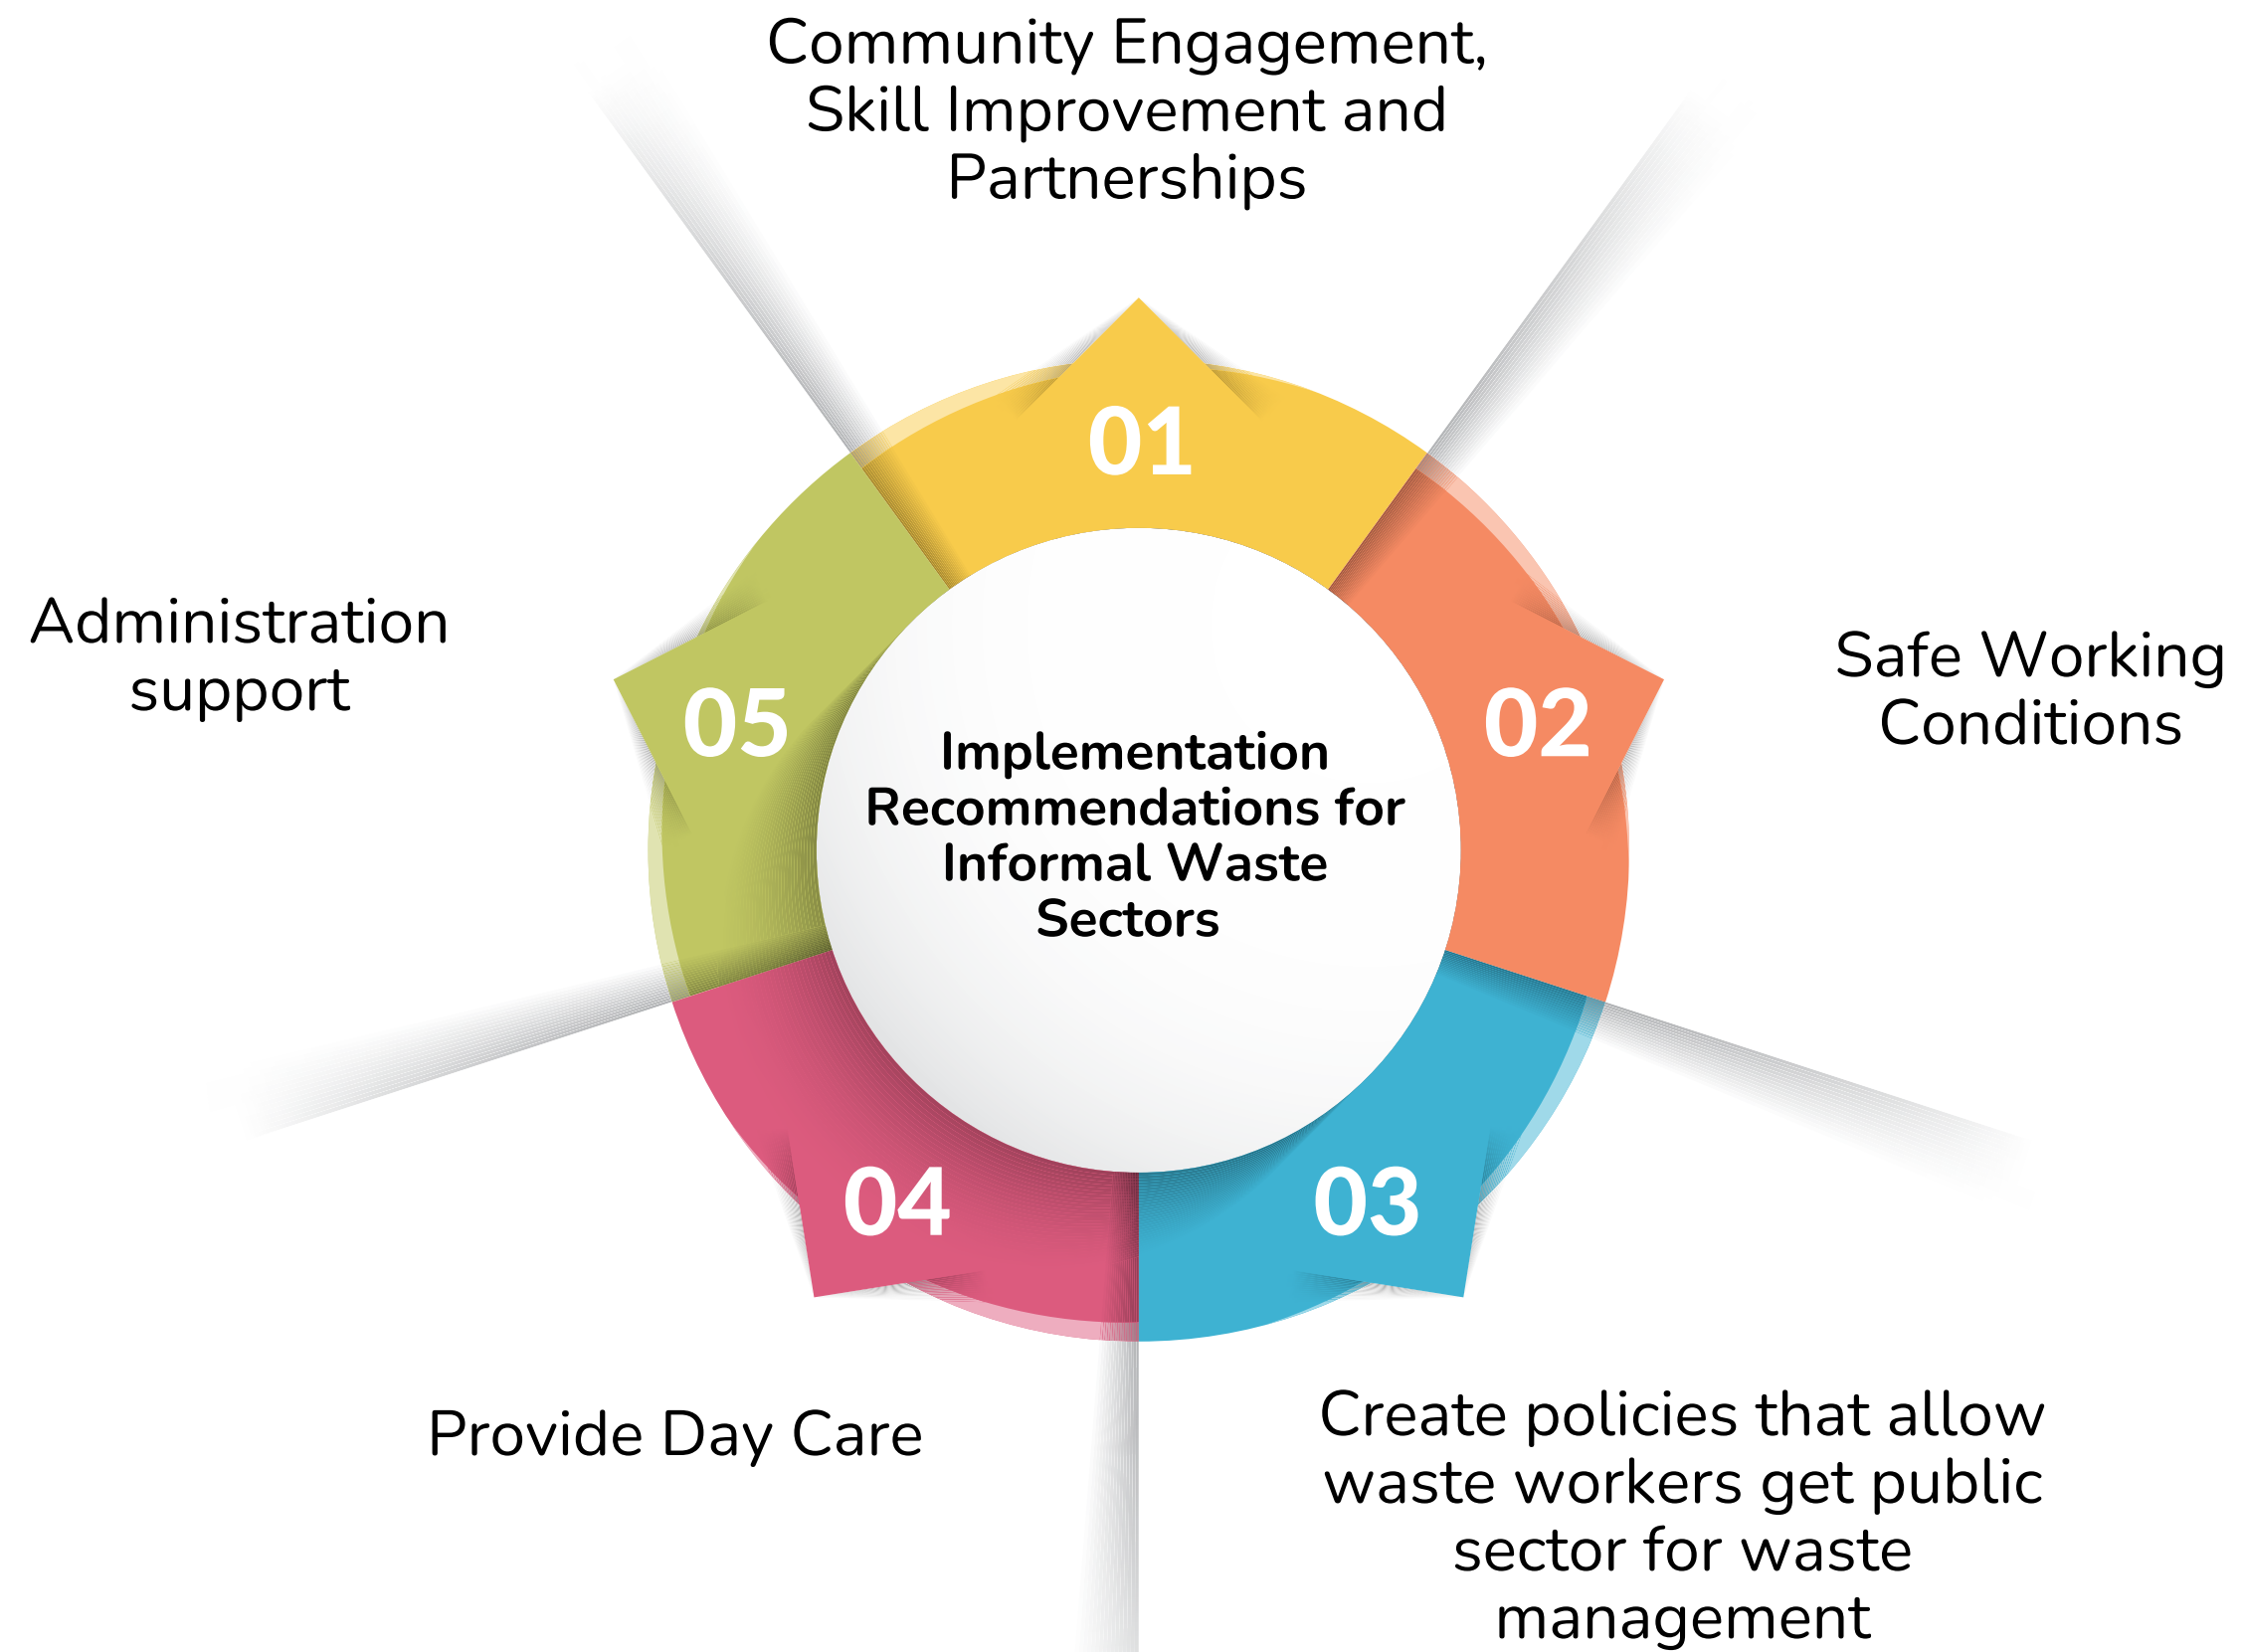 Community Engagement,
Skill Improvement and
Partnerships
01
Safe Working
Conditions
02
Create policies that allow
waste workers get public
sector for waste
management
03
Provide Day Care
04
Administration
support
05
Implementation
Recommendations for
Informal Waste
Sectors